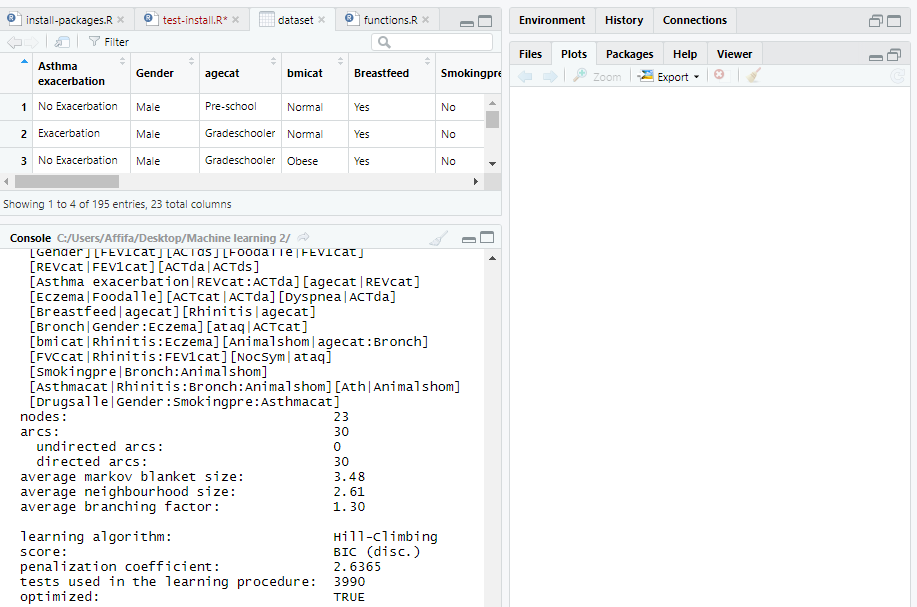 install-packages.R
test-install.R*
dataset
functions.R
Filter
Asthma exacerbation Gender agecat bmicat Breastfeed Smokingpre
1 No Exacerbation Male Pre-school Normal Yes No
2 Exacerbation Male Gradeschooler Normal Yes No
3 No Exacerbation Male Gradeschooler Obese Yes No
Showing 1 to 4 of 195 entries, 23 total columns
Console C:/Users/Affifa/Desktop/Machine learning 2/
[Gender][FEV1cat][ACTds][Foodalle|FEV1cat]
[REVcat|FEV1cat][ACTda|ACTds]
[Asthma exacerbation|REVcat:ACTda][agecat|REVcat]
[Eczema|Foodalle][ACTcat|ACTda][Dyspnea|ACTda]
[Breastfeed|agecat][Rhinitis|agecat]
[Bronch|Gender:Eczema][ataq|ACTcat]
[bmicat|Rhinitis:Eczema][Animalshom|agecat:Bronch]
[FVCcat|Rhinitis:FEV1cat][NocSym|ataq]
[Smokingpre|Bronch:Animalshom]
[Asthmacat|Rhinitis:Bronch:Animalshom][Ath|Animalshom]
[Drugsalle|Gender:Smokingpre:Asthmacat]
nodes: 23
arcs: 30
undirected arcs: 0
directed arcs: 30
average markov blanket size: 3.48
average neighbourhood size: 2.61
average branching factor: 1.30
learning algorithm: Hill-Climbing
score: BIC (disc.)
penalization coefficient: 2.6365
tests used in the learning procedure: 3990
optimized: TRUE
Environment History Connections
Files Plots Packages Help Viewer
Zoom Export